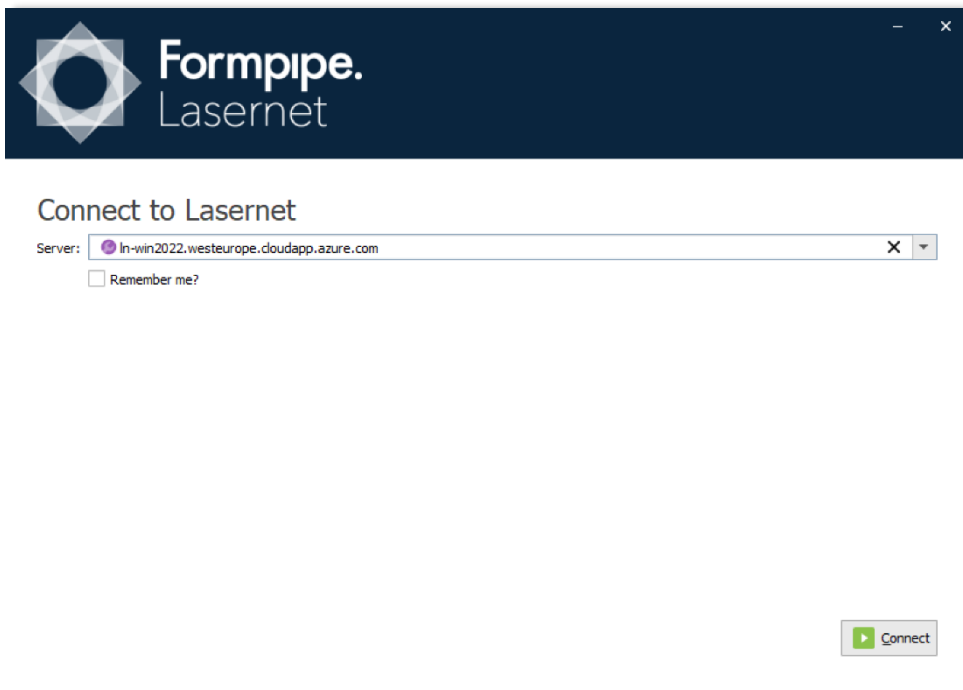 Formpipe.
Lasernet
Connect to Lasernet
Server: ln-win2022.westeurope.cloudapp.azure.com
Remember me?
Connect